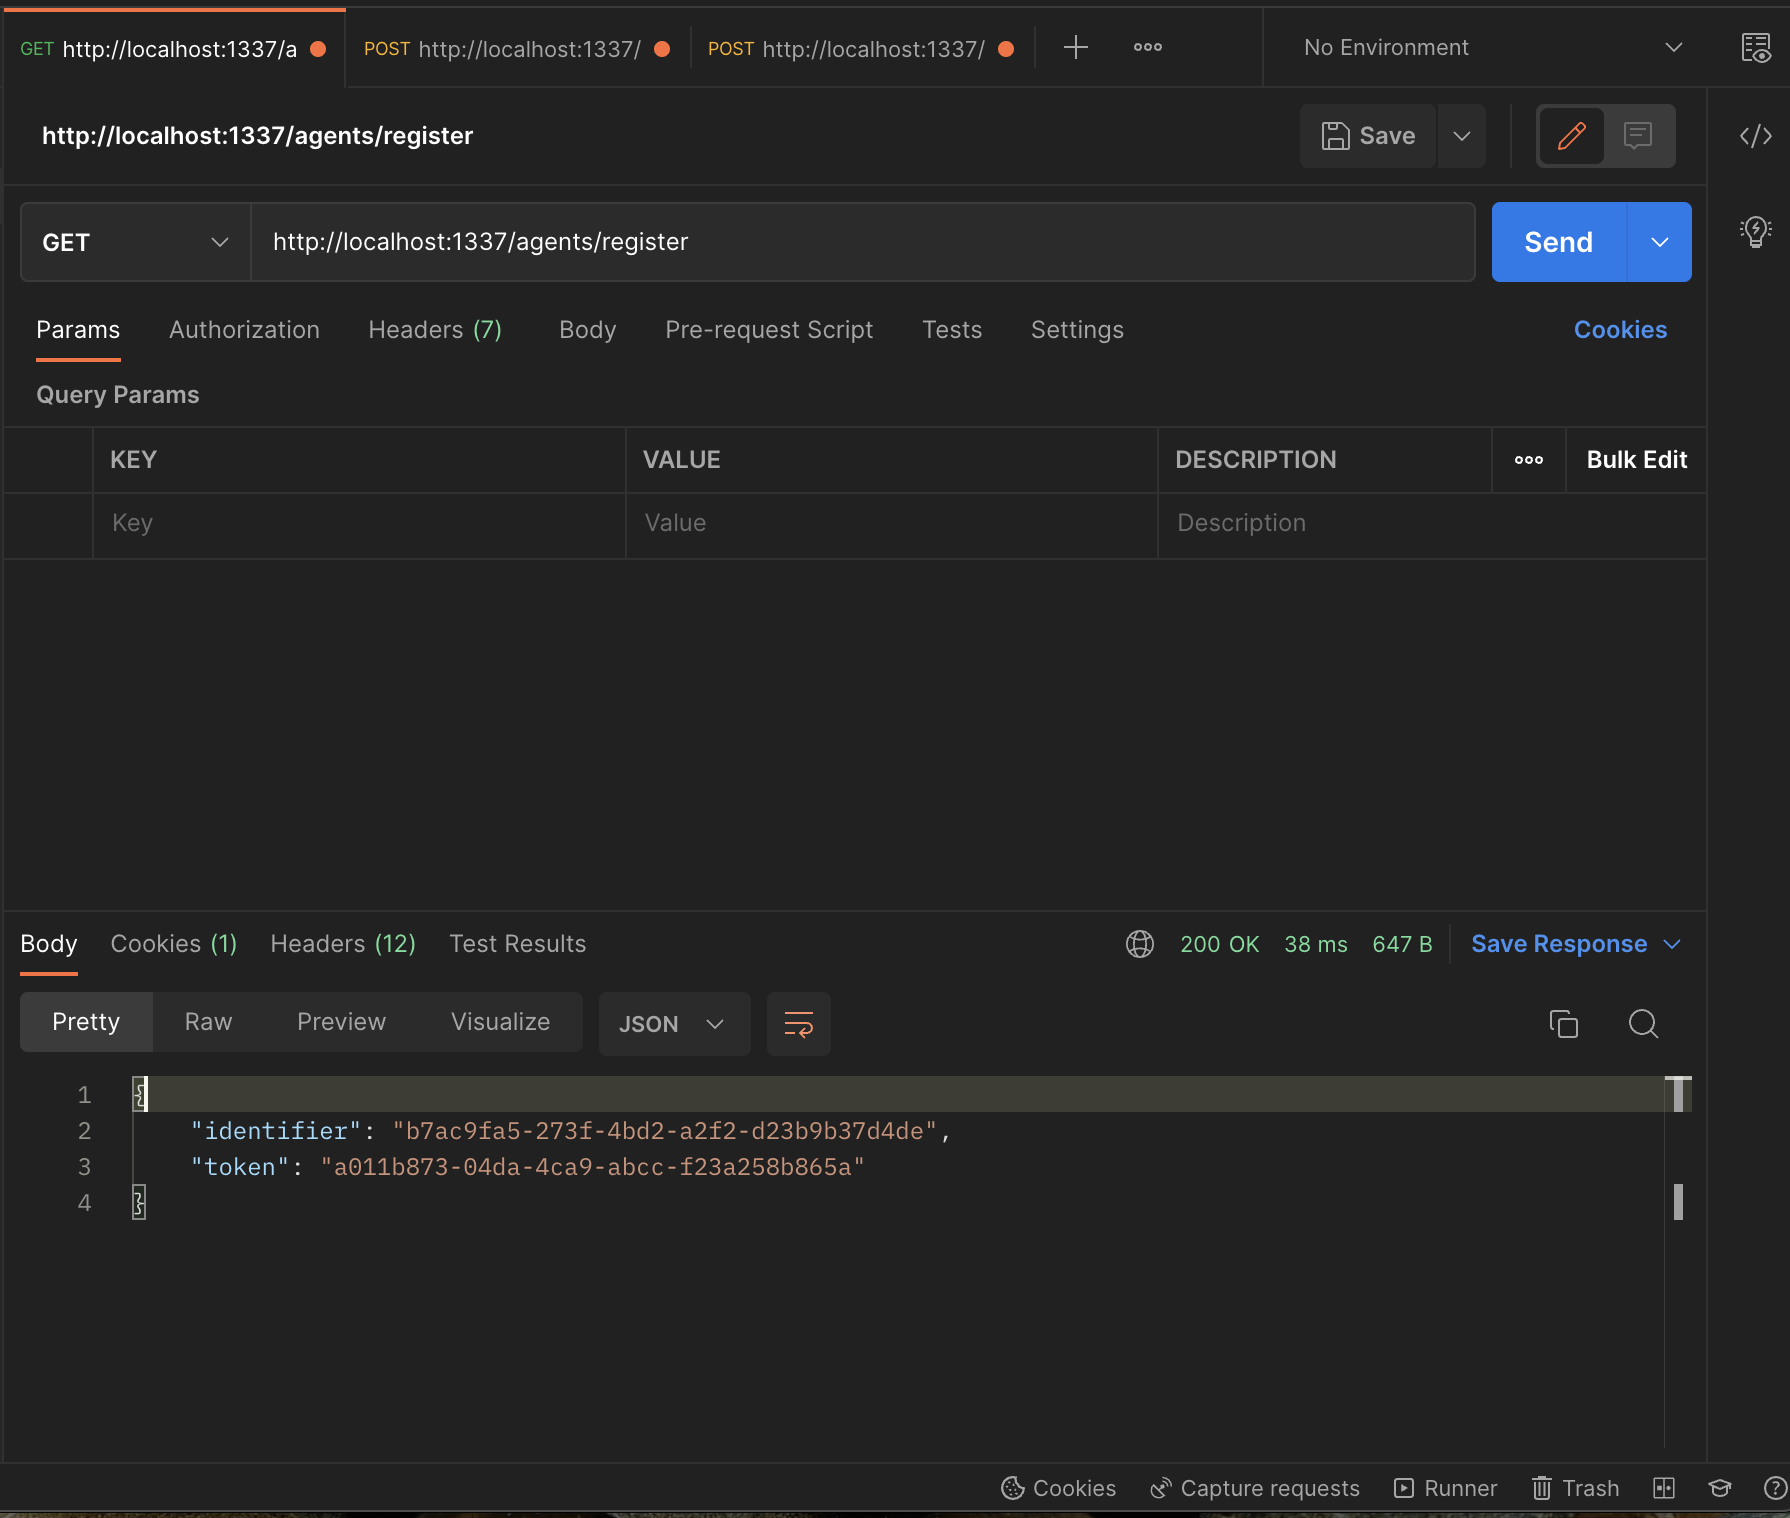 GET http://localhost:1337/a POST http://localhost:1337/ POST http://localhost:1337/ No Environment
http://localhost:1337/agents/register Save
GET http://localhost:1337/agents/register Send
Params Authorization Headers (7) Body Pre-request Script Tests Settings Cookies
Query Params
KEY VALUE DESCRIPTION Bulk Edit
Key Value Description
Body Cookies (1) Headers (12) Test Results 200 OK 38 ms 647 B Save Response
Pretty Raw Preview Visualize JSON
1 {
2 "identifier": "b7ac9fa5-273f-4bd2-a2f2-d23b9b37d4de",
3 "token": "a011b873-04da-4ca9-abcc-f23a258b865a"
4 }
Cookies Capture requests Runner Trash